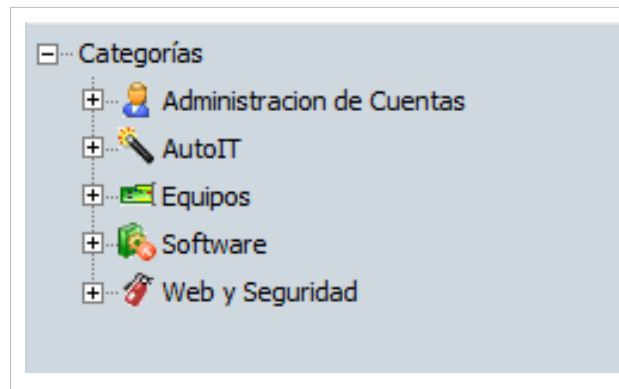 Categorías
Administracion de Cuentas
AutoIT
Equipos
Software
Web y Seguridad